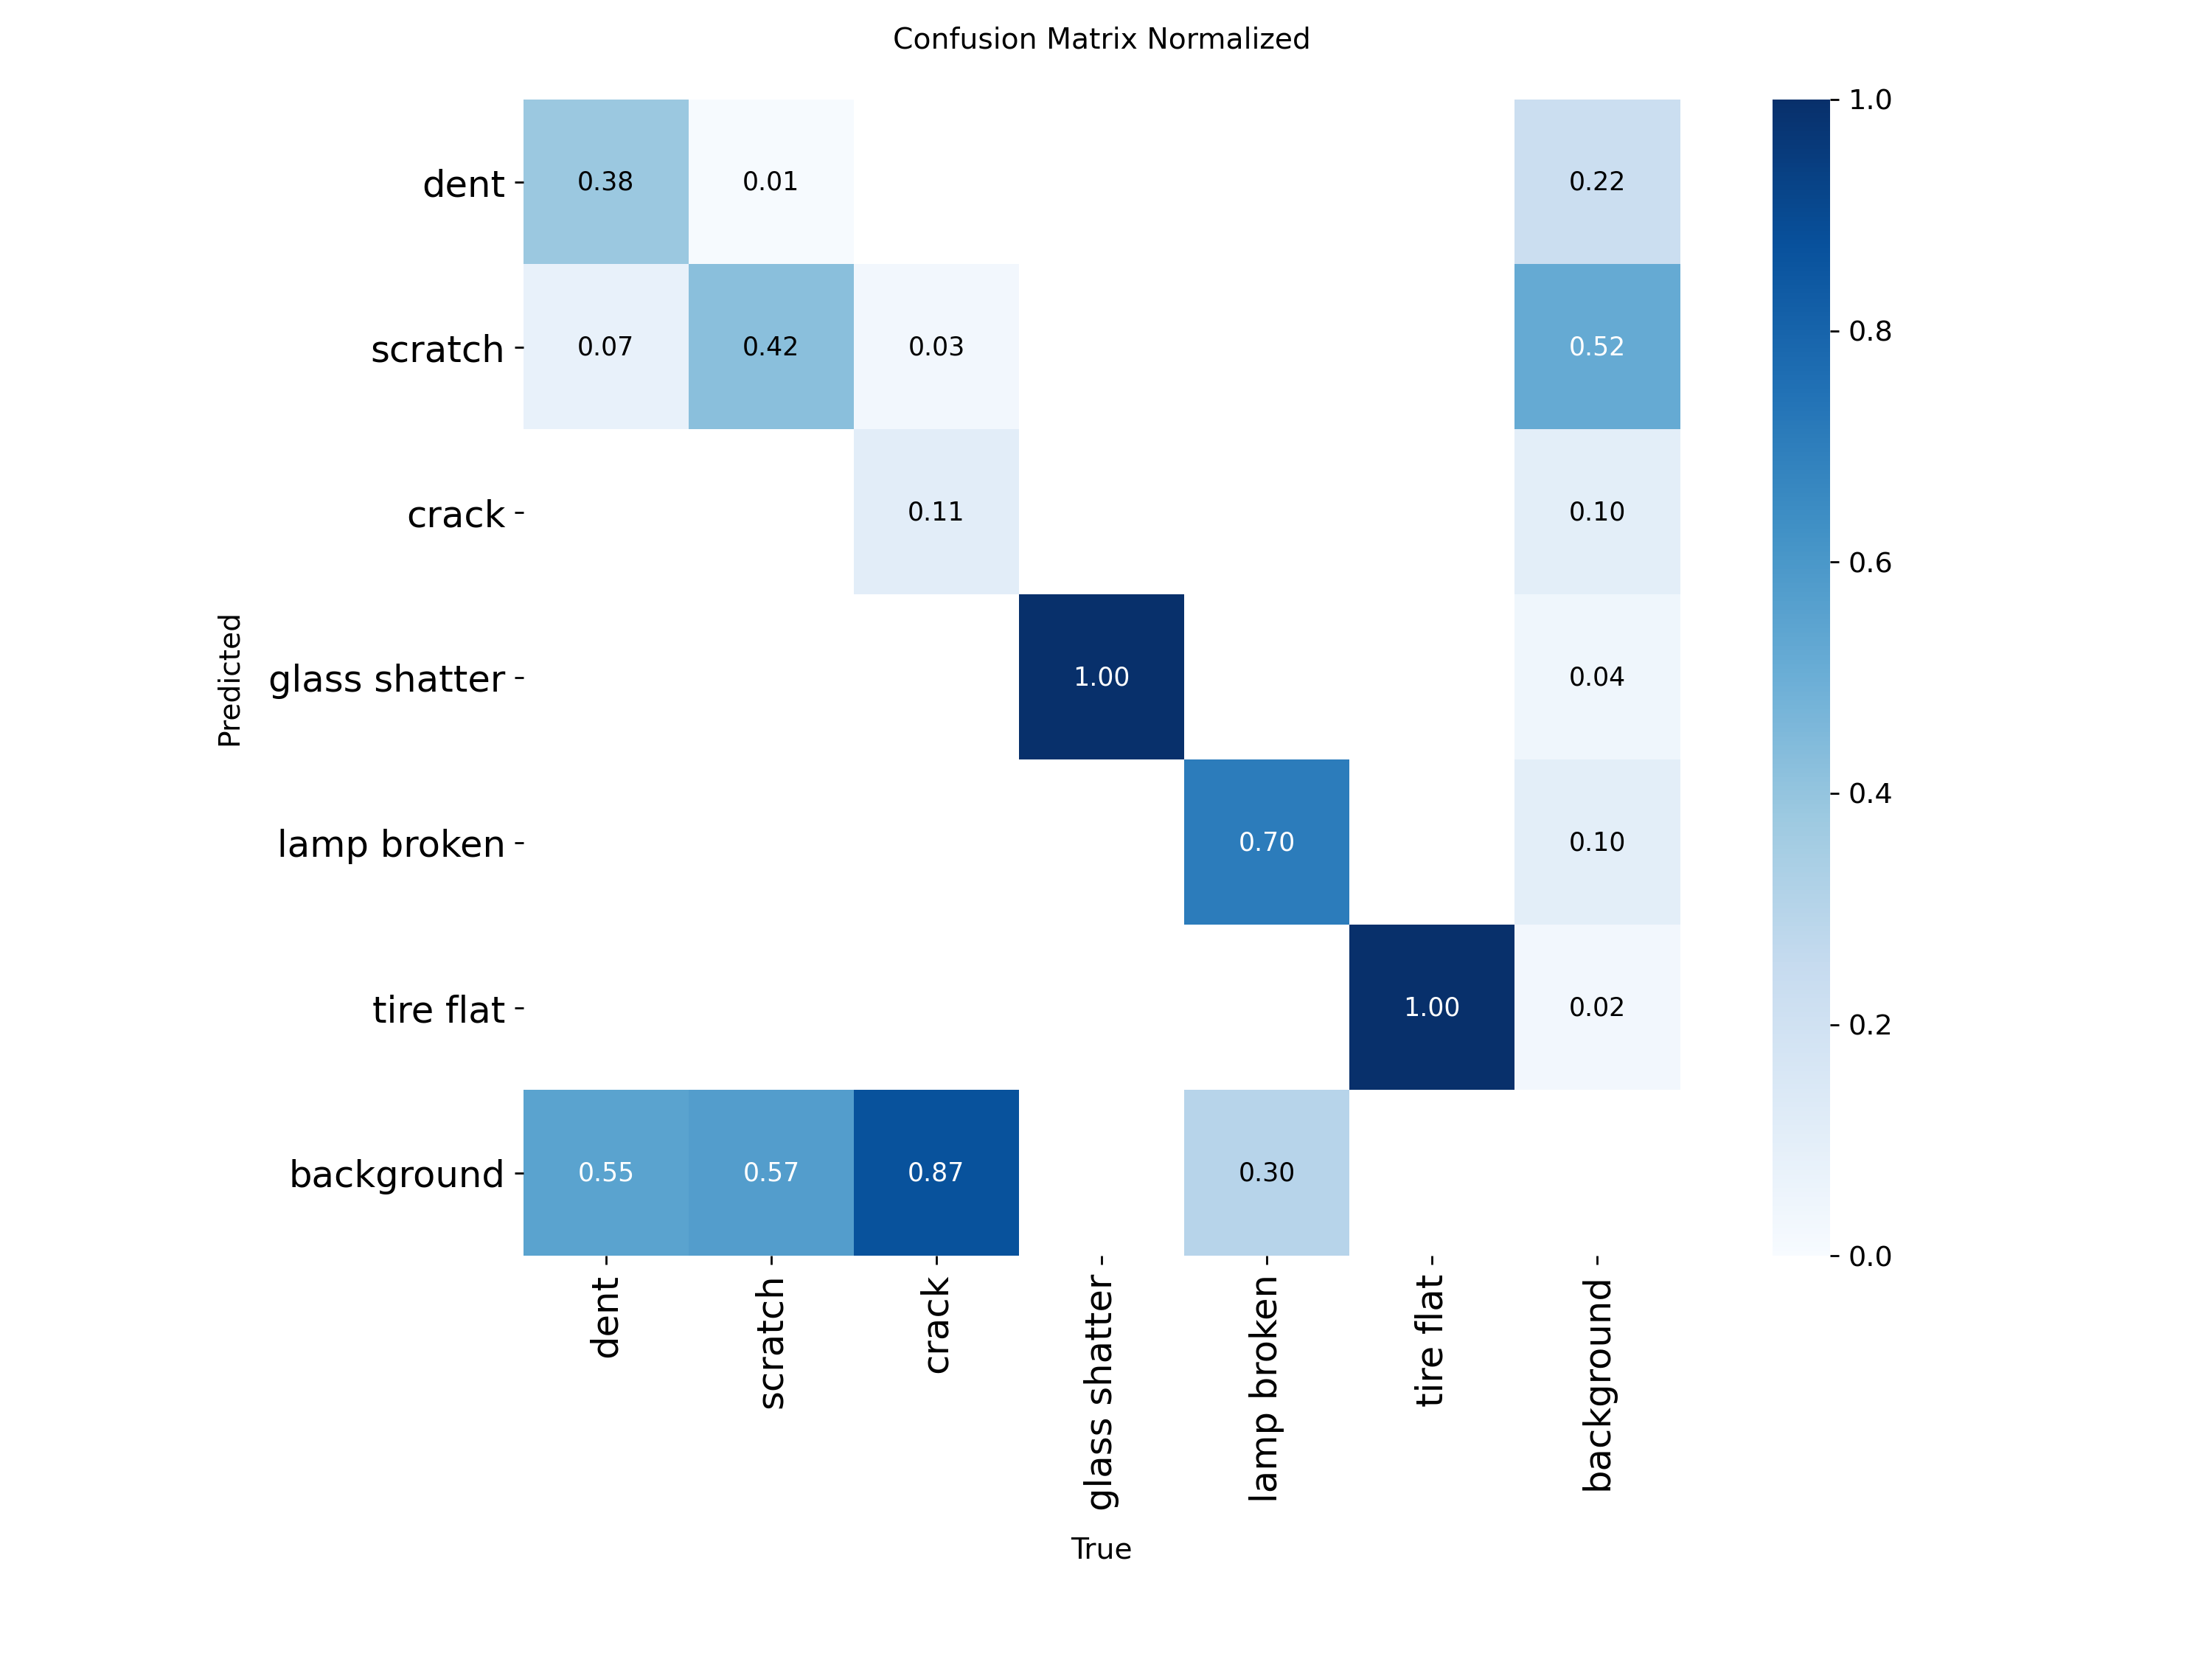 Confusion Matrix Normalized
dent
0.38
0.01
0.22
scratch
0.07
0.42
0.03
0.52
crack
0.11
0.10
glass shatter
1.00
0.04
lamp broken
0.70
0.10
tire flat
1.00
0.02
background
0.55
0.57
0.87
0.30
Predicted
dent
scratch
crack
glass shatter
lamp broken
tire flat
background
True
1.0
0.8
0.6
0.4
0.2
0.0